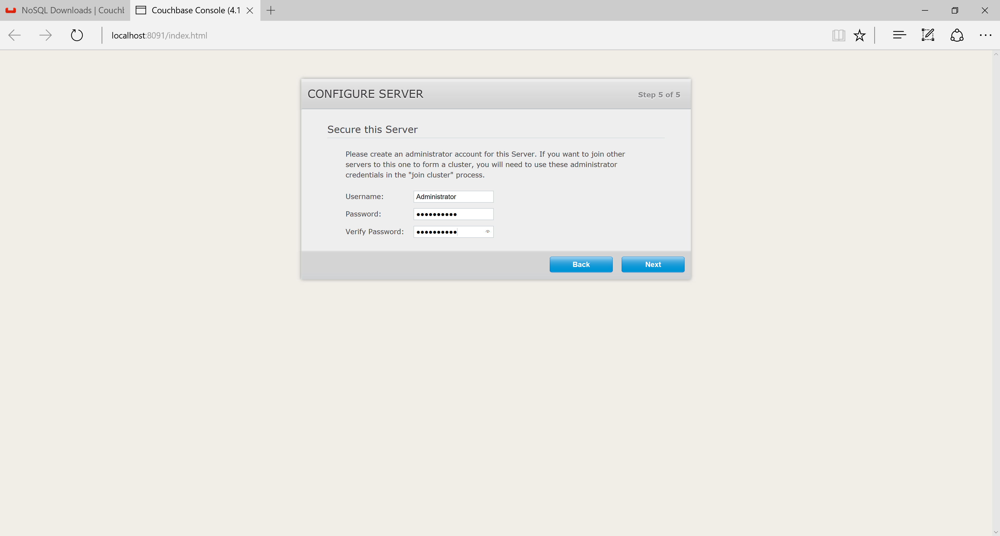 NoSQL Downloads | Couchb
Couchbase Console (4.1
localhost:8091/index.html
CONFIGURE SERVER
Step 5 of 5
Secure this Server
Please create an administrator account for this Server. If you want to join other
servers to this one to form a cluster, you will need to use these administrator
credentials in the "join cluster" process.
Username:
Administrator
Password:
••••••••••
Verify Password:
••••••••••
Back
Next